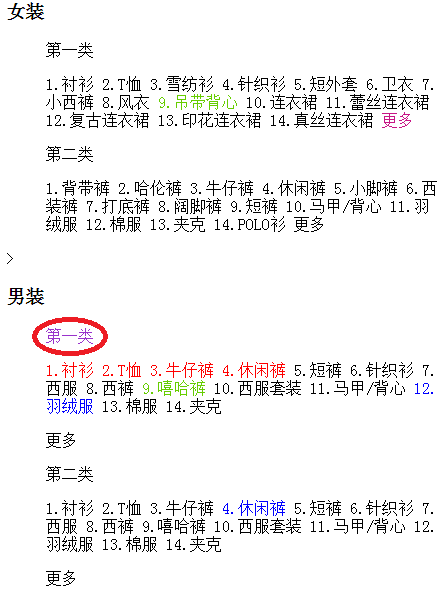 女装
第一类
1.衬衫 2.T恤 3.雪纺衫 4.针织衫 5.短外套 6.卫衣 7.
小西裤 8.风衣 9.吊带背心 10.连衣裙 11.蕾丝连衣裙
12.复古连衣裙 13.印花连衣裙 14.真丝连衣裙 更多
第二类
1.背带裤 2.哈伦裤 3.牛仔裤 4.休闲裤 5.小脚裤 6.西
装裤 7.打底裤 8.阔脚裤 9.短裤 10.马甲/背心 11.羽
绒服 12.棉服 13.夹克 14.POLO衫 更多
>
男装
第一类
1.衬衫 2.T恤 3.牛仔裤 4.休闲裤 5.短裤 6.针织衫 7.
西服 8.西裤 9.嘻哈裤 10.西服套装 11.马甲/背心 12.
羽绒服 13.棉服 14.夹克
更多
第二类
1.衬衫 2.T恤 3.牛仔裤 4.休闲裤 5.短裤 6.针织衫 7.
西服 8.西裤 9.嘻哈裤 10.西服套装 11.马甲/背心 12.
羽绒服 13.棉服 14.夹克
更多